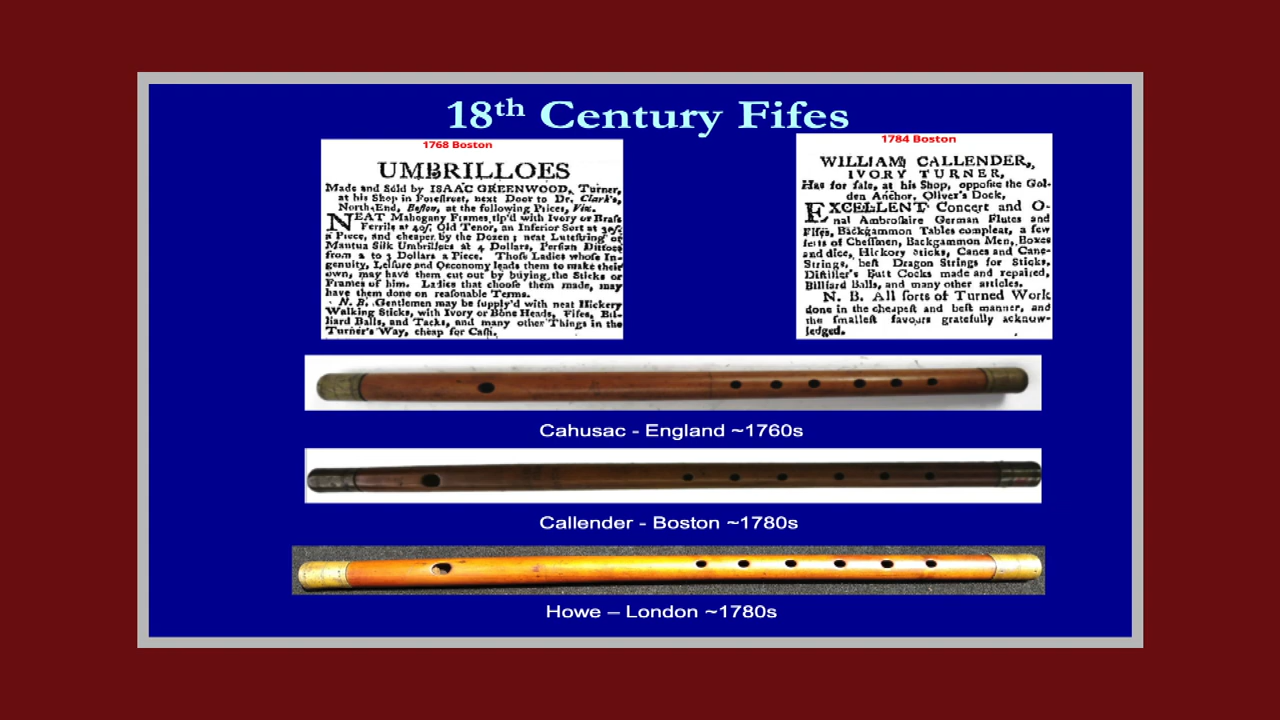 18th Century Fifes
1768 Boston
UMBRILLOES
Made and Sold by ISAAC GREENWOOD, Turner,
at his Shop in Forestreet, next Door to Dr. Clark's,
North-End, Boston, at the following Prices, Viz.
NEAT Mahogany Frames tip'd with Ivory or Brass
Ferrils at 40s. Old Tenor, an Inferior Sort at
a Piece, and cheaper by the Dozen; neat Lutestring or
Mantua Silk Umbrilloes at 4 Dollars, Persian Dittoes
from 2 to 3 Dollars a Piece. Those Ladies whose In-
genuity, Leisure and Oeconomy leads them to make their
own, may have them cut out by buying the Sticks or
Frames of him. Ladies that choose them made, may
have them done on reasonable Terms.
N. B. Gentlemen may be supply'd with neat Hickery
Walking Sticks, with Ivory or Bone Heads, Fifes, Bil-
liard Balls, and Tacks, and many other Things in the
Turner's Way, cheap for Cash.
1784 Boston
WILLIAM CALLENDER,
IVORY TURNER,
Has for sale, at his Shop, opposite the Gol-
den Anchor, Oliver's Dock,
EXCELLENT Concert and O-
nal Ambrosaire German Flutes and
Fifes, Backgammon Tables compleat, a few
setts of Chessmen, Backgammon Men, Boxes
and dice, Hickory sticks, Canes and Cane-
Strings, best Dragon Strings for Sticks,
Distiller's Butt Cocks made and repaired,
Billiard Balls, and many other articles.
N. B. All sorts of Turned Work
done in the cheapest and best manner, and
the smallest favours gratefully acknow-
ledged.
Cahusac - England ~1760s
Callender - Boston ~1780s
Howe – London ~1780s